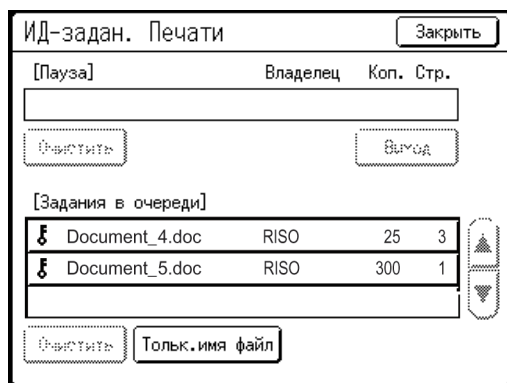 ИД-задан. Печати Закрыть
[Пауза] Владелец Коп. Стр.
Очистить Выход
[Задания в очереди]
Document_4.doc RISO 25 3
Document_5.doc RISO 300 1
Очистить Тольк.имя файл